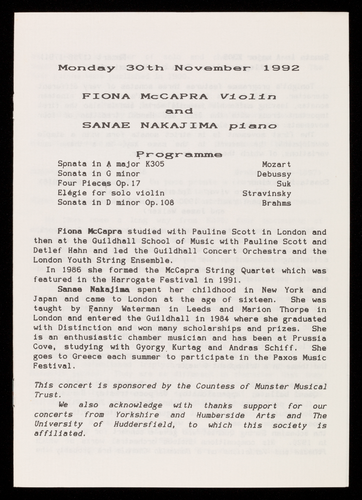 Monday 30th November 1992
FIONA McCAPRA Violin
and
SANAE NAKAJIMA piano
Programme
Sonata in A major K305 Mozart
Sonata in G minor Debussy
Four Pieces Op.17 Suk
Elégie for solo violin Stravinsky
Sonata in D minor Op.108 Brahms
Fiona McCapra studied with Pauline Scott in London and
then at the Guildhall School of Music with Pauline Scott and
Detlef Hahn and led the Guildhall Concert Orchestra and the
London Youth String Ensemble.
In 1986 she formed the McCapra String Quartet which was
featured in the Harrogate Festival in 1991.
Sanae Nakajima spent her childhood in New York and
Japan and came to London at the age of sixteen. She was
taught by Fanny Waterman in Leeds and Marion Thorpe in
London and entered the Guildhall in 1984 where she graduated
with Distinction and won many scholarships and prizes. She
is an enthusiastic chamber musician and has been at Prussia
Cove, studying with Gyorgy Kurtag and Andras Schiff. She
goes to Greece each summer to participate in the Paxos Music
Festival.
This concert is sponsored by the Countess of Munster Musical
Trust.
We also acknowledge with thanks support for our
concerts from Yorkshire and Humberside Arts and The
University of Huddersfield, to which this society is
affiliated.